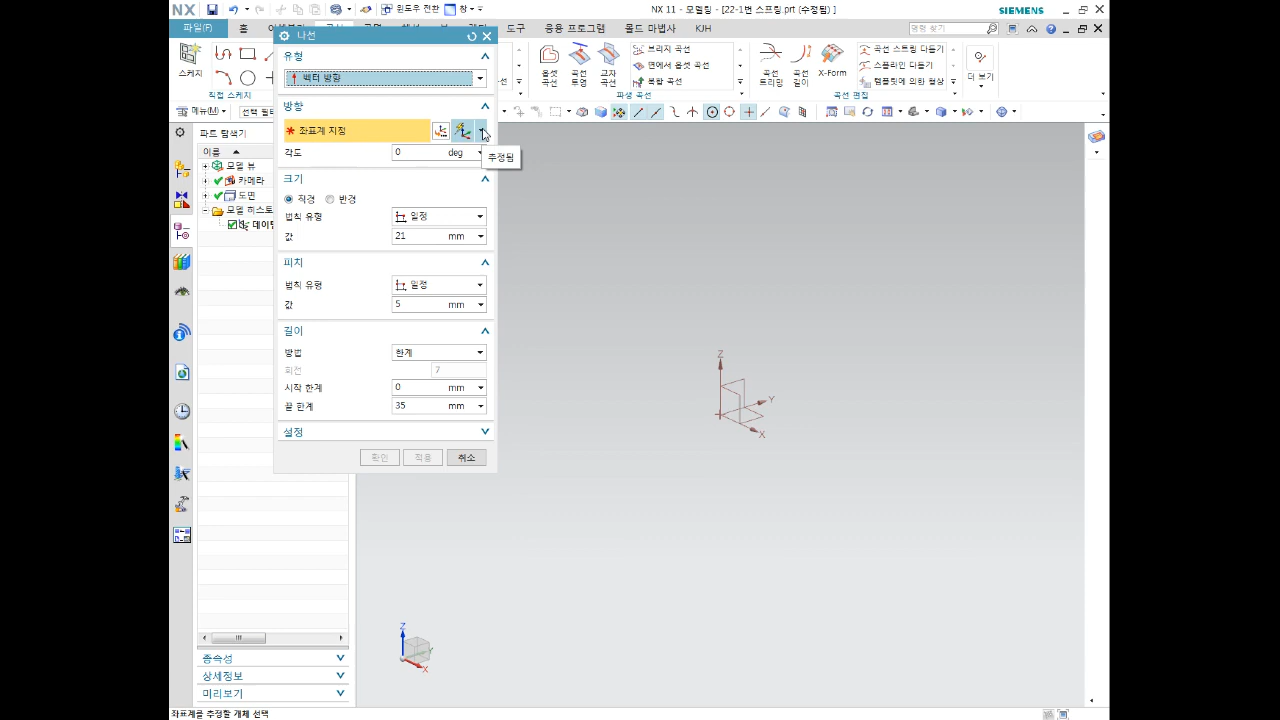 NX
윈도우 전환
창
NX 11 - 모델링 - [22-1번 스프링.prt (수정됨) ]
SIEMENS
파일(F)
홈
도구
응용 프로그램
몰드 마법사
KJH
명령 찾기
스케치
직접 스케치
옵셋
곡선
곡선
투영
교차
곡선
브리지 곡선
면에서 옵셋 곡선
복합 곡선
파생 곡선
곡선
트리밍
곡선
길이
X-Form
곡선 스트링 다듬기
스플라인 다듬기
템플릿에 의한 형상
곡선 편집
더 보기
메뉴(M)
선택 필터
파트 탐색기
이름
모델 뷰
카메라
도면
모델 히스토
데이텀
나선
유형
벡터 방향
방향
좌표계 지정
추정됨
각도
0
deg
크기
직경
반경
법칙 유형
일정
값
21
mm
피치
법칙 유형
일정
값
5
mm
길이
방법
한계
회전
7
시작 한계
0
mm
끝 한계
35
mm
설정
확인
적용
취소
Z
Y
X
Z
Y
X
종속성
상세정보
미리보기
좌표계를 추정할 개체 선택